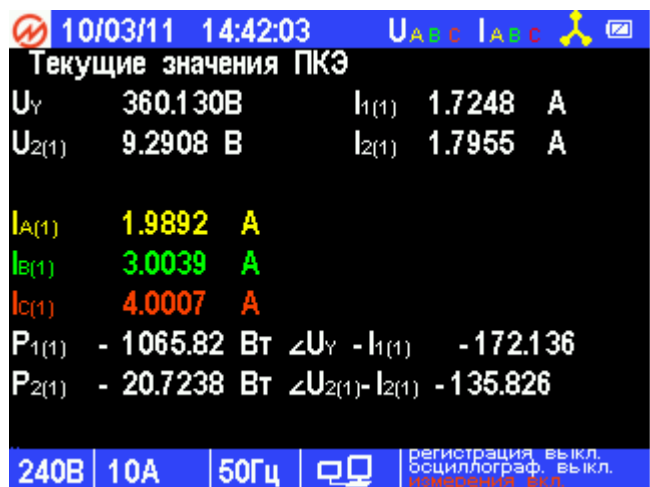 10/03/11 14:42:03 UABC IABC
Текущие значения ПКЭ
UY 360.130В I1(1) 1.7248 А
U2(1) 9.2908 В I2(1) 1.7955 А
IA(1) 1.9892 А
IB(1) 3.0039 А
IC(1) 4.0007 А
P1(1) - 1065.82 Вт ∠UY - I1(1) -172.136
P2(1) - 20.7238 Вт ∠U2(1)- I2(1) -135.826
240В 10А 50Гц регистрация выкл.
осциллограф. выкл.
измерения вкл.